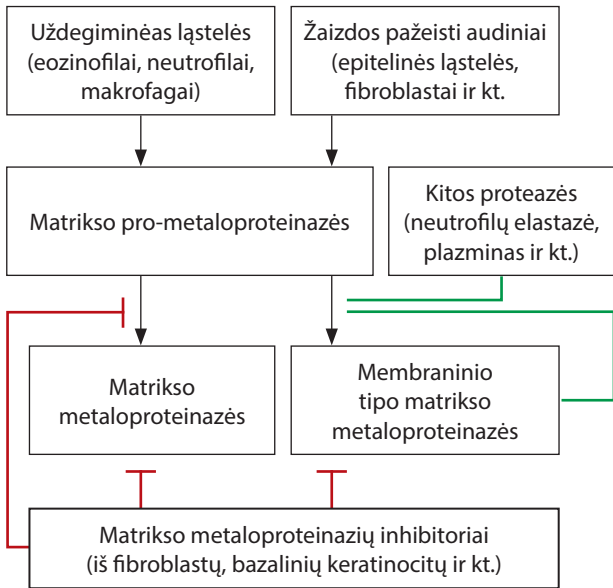 Uždegiminėas ląstelės
(eozinofilai, neutrofilai,
makrofagai)
Žaizdos pažeisti audiniai
(epitelinės ląstelės,
fibroblastai ir kt.
Matrikso pro-metaloproteinazės
Kitos proteazės
(neutrofilų elastazė,
plazminas ir kt.)
Matrikso
metaloproteinazės
Membraninio
tipo matrikso
metaloproteinazės
Matrikso metaloproteinazių inhibitoriai
(iš fibroblastų, bazalinių keratinocitų ir kt.)